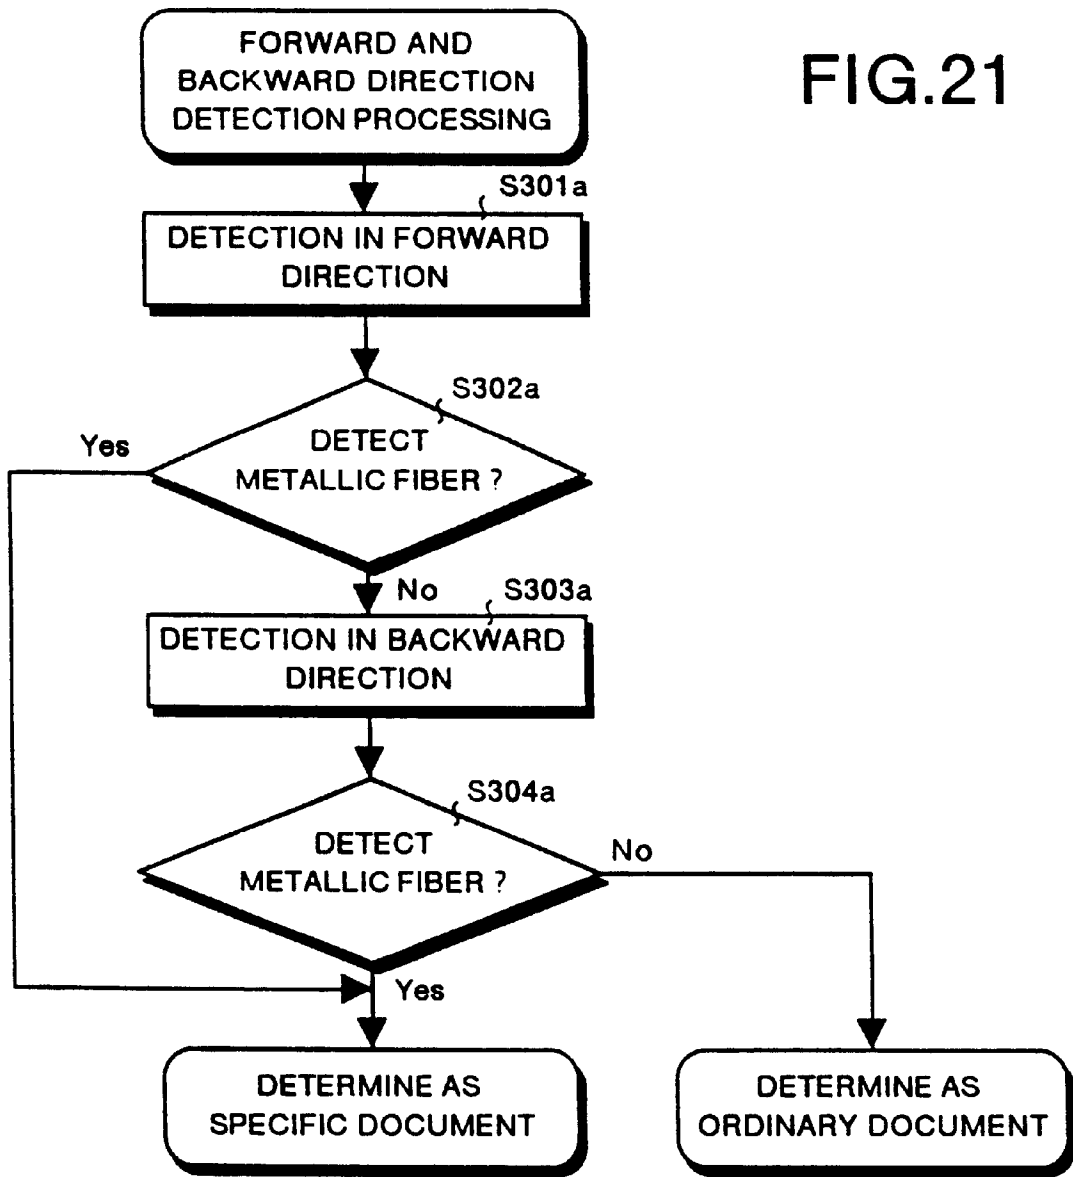 FORWARD AND
BACKWARD DIRECTION
DETECTION PROCESSING
FIG.21
S301a
DETECTION IN FORWARD
DIRECTION
S302a
Yes
DETECT
METALLIC FIBER ?
No
S303a
DETECTION IN BACKWARD
DIRECTION
S304a
DETECT
METALLIC FIBER ?
No
Yes
DETERMINE AS
SPECIFIC DOCUMENT
DETERMINE AS
ORDINARY DOCUMENT